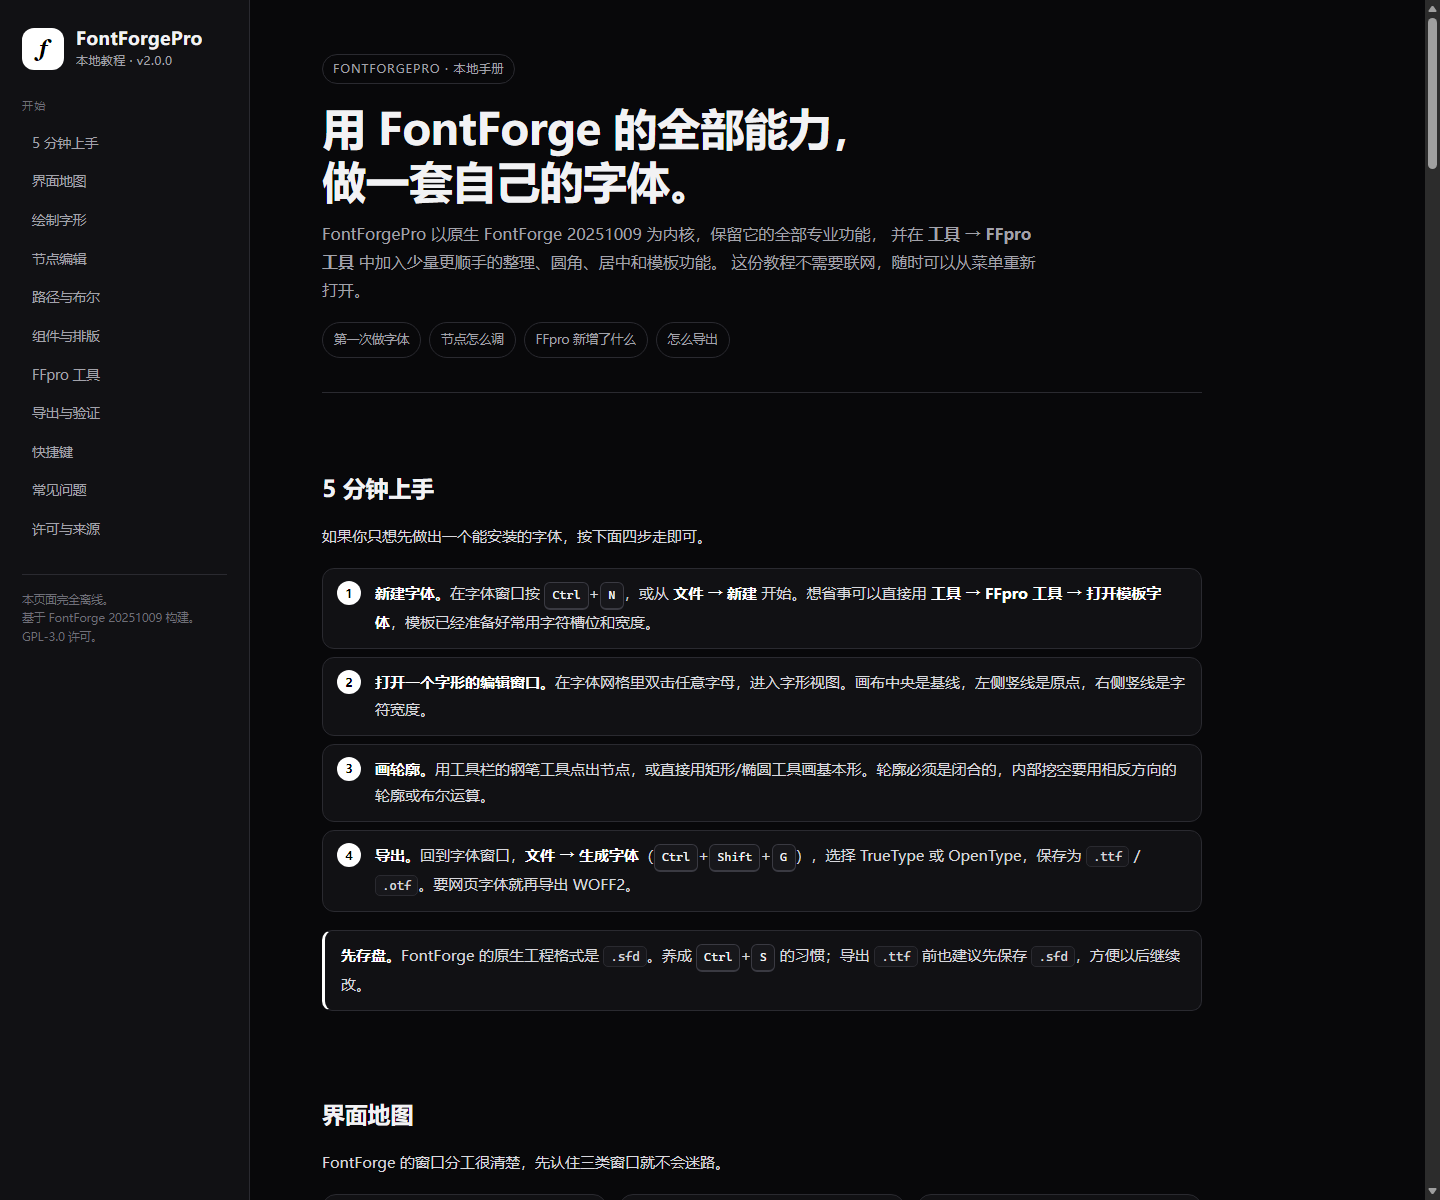 f
FontForgePro
本地教程 · v2.0.0
开始
5 分钟上手
界面地图
绘制字形
节点编辑
路径与布尔
组件与排版
FFpro 工具
导出与验证
快捷键
常见问题
许可与来源
本页面完全离线。
基于 FontForge 20251009 构建。
GPL-3.0 许可。
FONTFORGEPRO · 本地手册
用 FontForge 的全部能力，
做一套自己的字体。
FontForgePro 以原生 FontForge 20251009 为内核，保留它的全部专业功能， 并在 工具 → FFpro
工具 中加入少量更顺手的整理、圆角、居中和模板功能。 这份教程不需要联网，随时可以从菜单重新
打开。
第一次做字体
节点怎么调
FFpro 新增了什么
怎么导出
5 分钟上手
如果你只想先做出一个能安装的字体，按下面四步走即可。
1 新建字体。在字体窗口按 Ctrl + N，或从 文件 → 新建 开始。想省事可以直接用 工具 → FFpro 工具 → 打开模板字
体，模板已经准备好常用字符槽位和宽度。
2 打开一个字形的编辑窗口。在字体网格里双击任意字母，进入字形视图。画布中央是基线，左侧竖线是原点，右侧竖线是字
符宽度。
3 画轮廓。用工具栏的钢笔工具点出节点，或直接用矩形/椭圆工具画基本形。轮廓必须是闭合的，内部挖空要用相反方向的
轮廓或布尔运算。
4 导出。回到字体窗口，文件 → 生成字体（Ctrl + Shift + G），选择 TrueType 或 OpenType，保存为 .ttf /
.otf 。要网页字体就再导出 WOFF2。
先存盘。FontForge 的原生工程格式是 .sfd 。养成 Ctrl + S 的习惯；导出 .ttf 前也建议先保存 .sfd ，方便以后继续
改。
界面地图
FontForge 的窗口分工很清楚，先认住三类窗口就不会迷路。